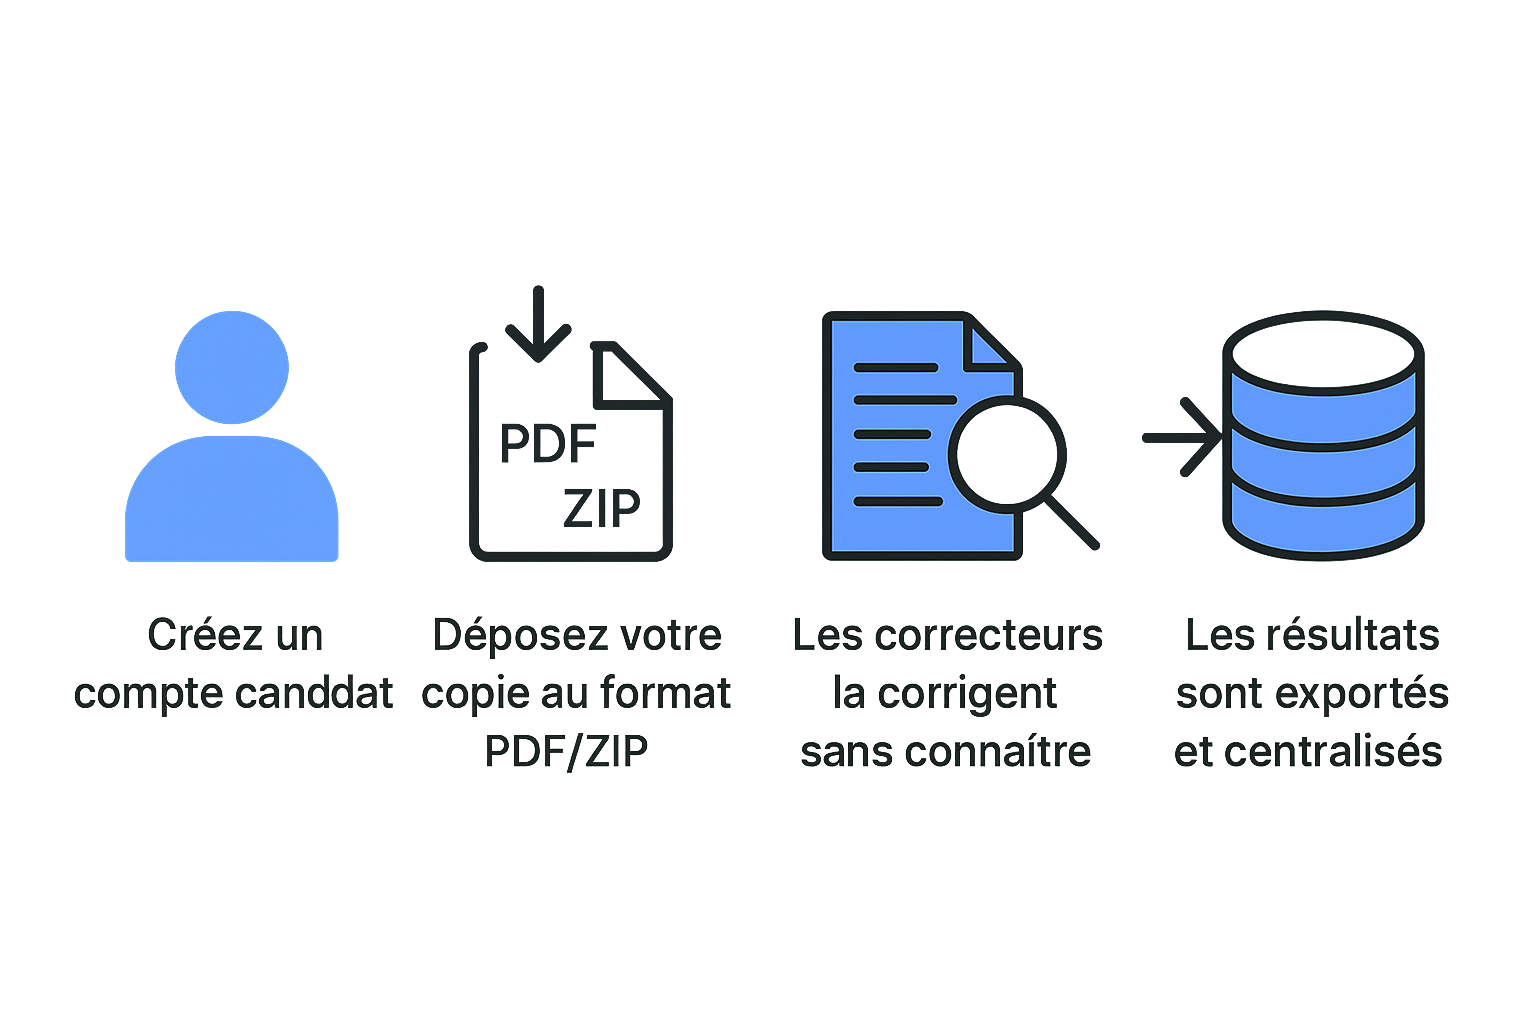 PDF
ZIP
Créez un
compte canddat
Déposez votre
copie au format
PDF/ZIP
Les correcteurs
la corrigent
sans connaître
Les résultats
sont exportés
et centralisés